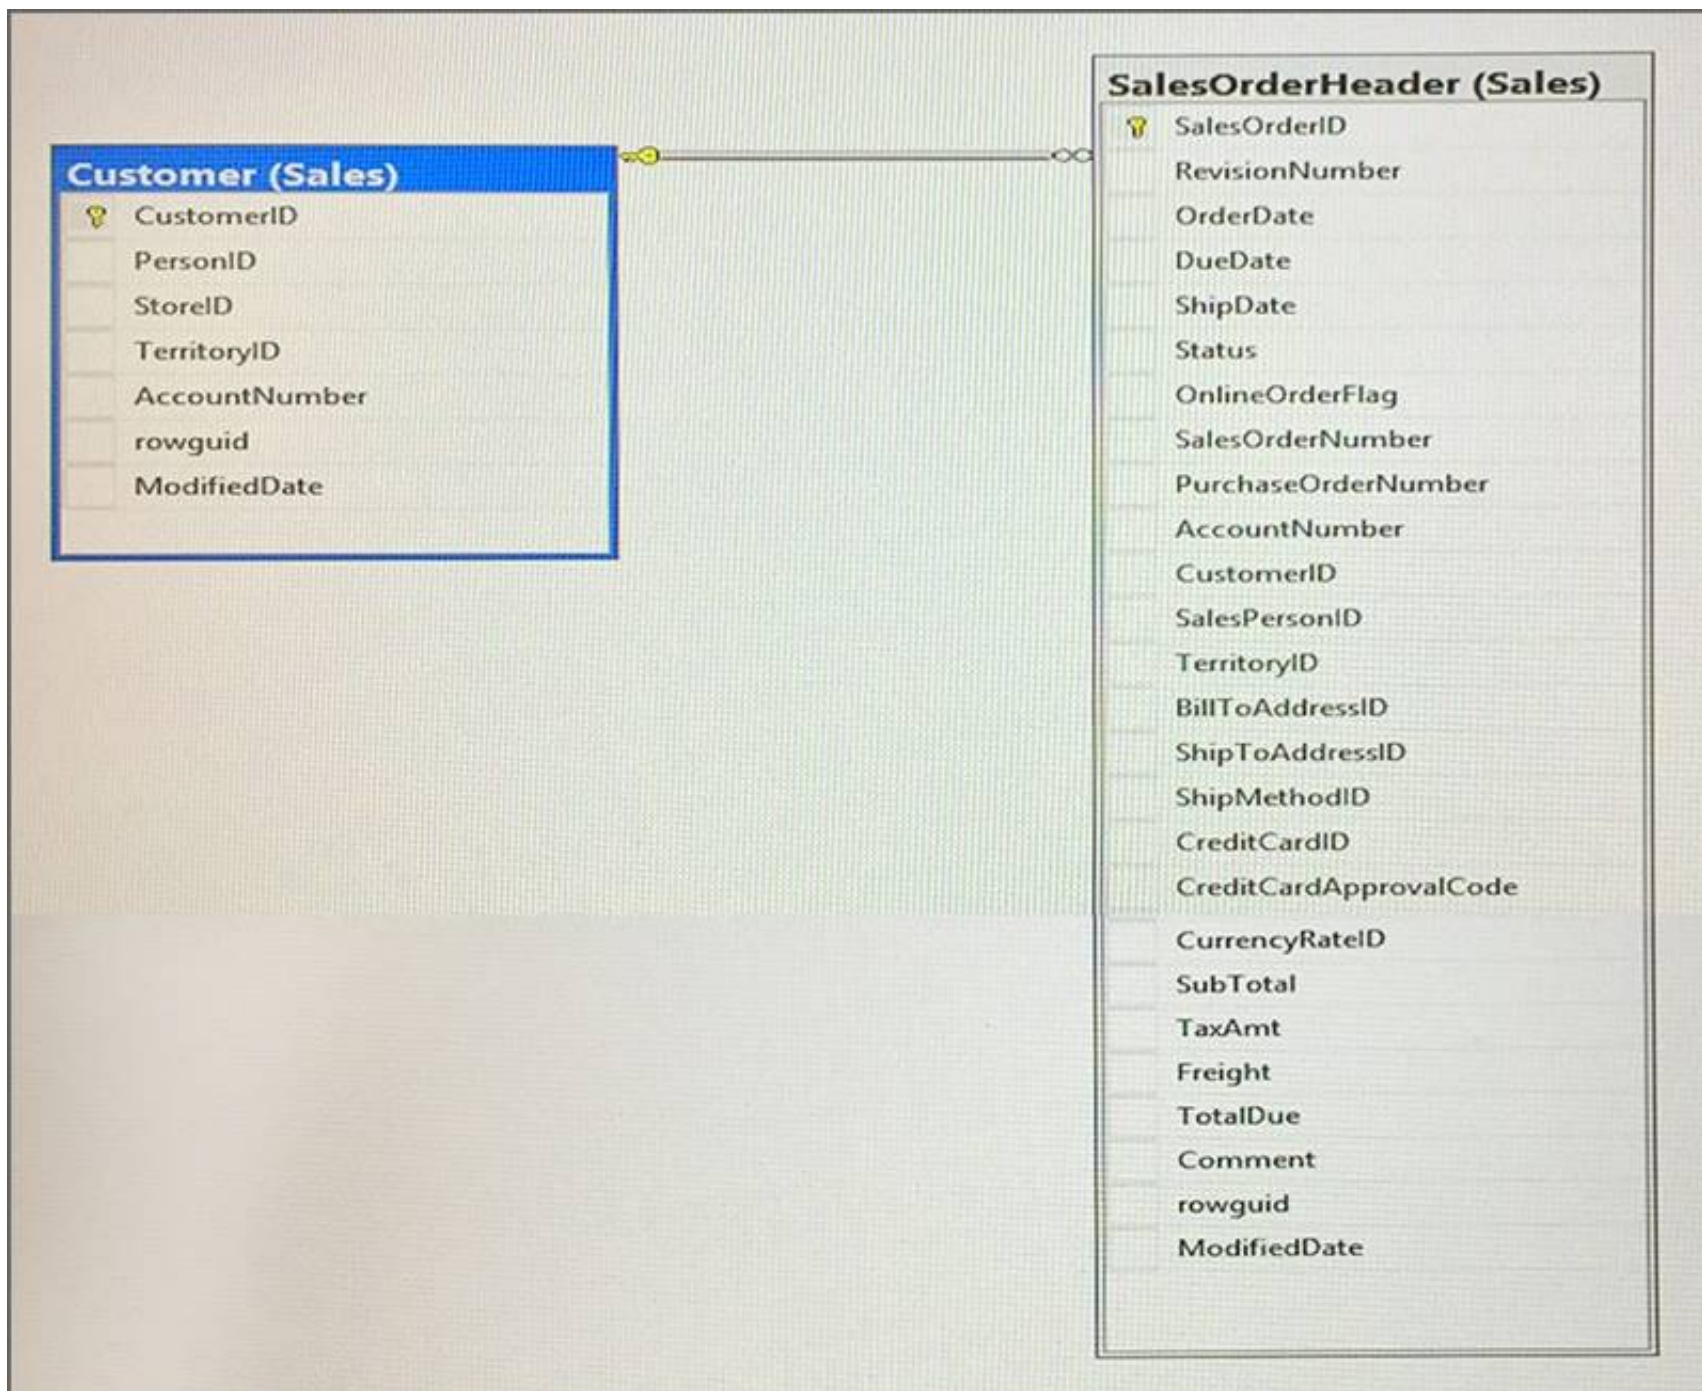 Customer (Sales)
CustomerID
PersonID
StoreID
TerritoryID
AccountNumber
rowguid
ModifiedDate
SalesOrderHeader (Sales)
SalesOrderID
RevisionNumber
OrderDate
DueDate
ShipDate
Status
OnlineOrderFlag
SalesOrderNumber
PurchaseOrderNumber
AccountNumber
CustomerID
SalesPersonID
TerritoryID
BillToAddressID
ShipToAddressID
ShipMethodID
CreditCardID
CreditCardApprovalCode
CurrencyRateID
SubTotal
TaxAmt
Freight
TotalDue
Comment
rowguid
ModifiedDate